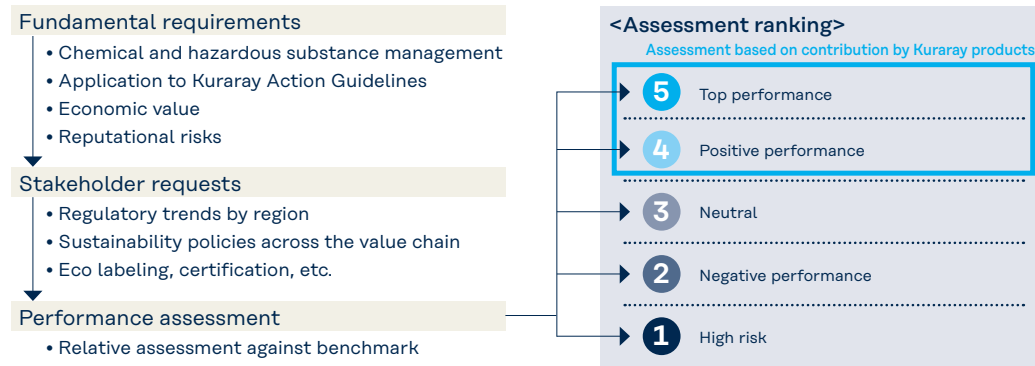 Fundamental requirements
• Chemical and hazardous substance management
• Application to Kuraray Action Guidelines
• Economic value
• Reputational risks
Stakeholder requests
• Regulatory trends by region
• Sustainability policies across the value chain
• Eco labeling, certification, etc.
Performance assessment
• Relative assessment against benchmark
<Assessment ranking>
Assessment based on contribution by Kuraray products
5 Top performance
4 Positive performance
3 Neutral
2 Negative performance
1 High risk